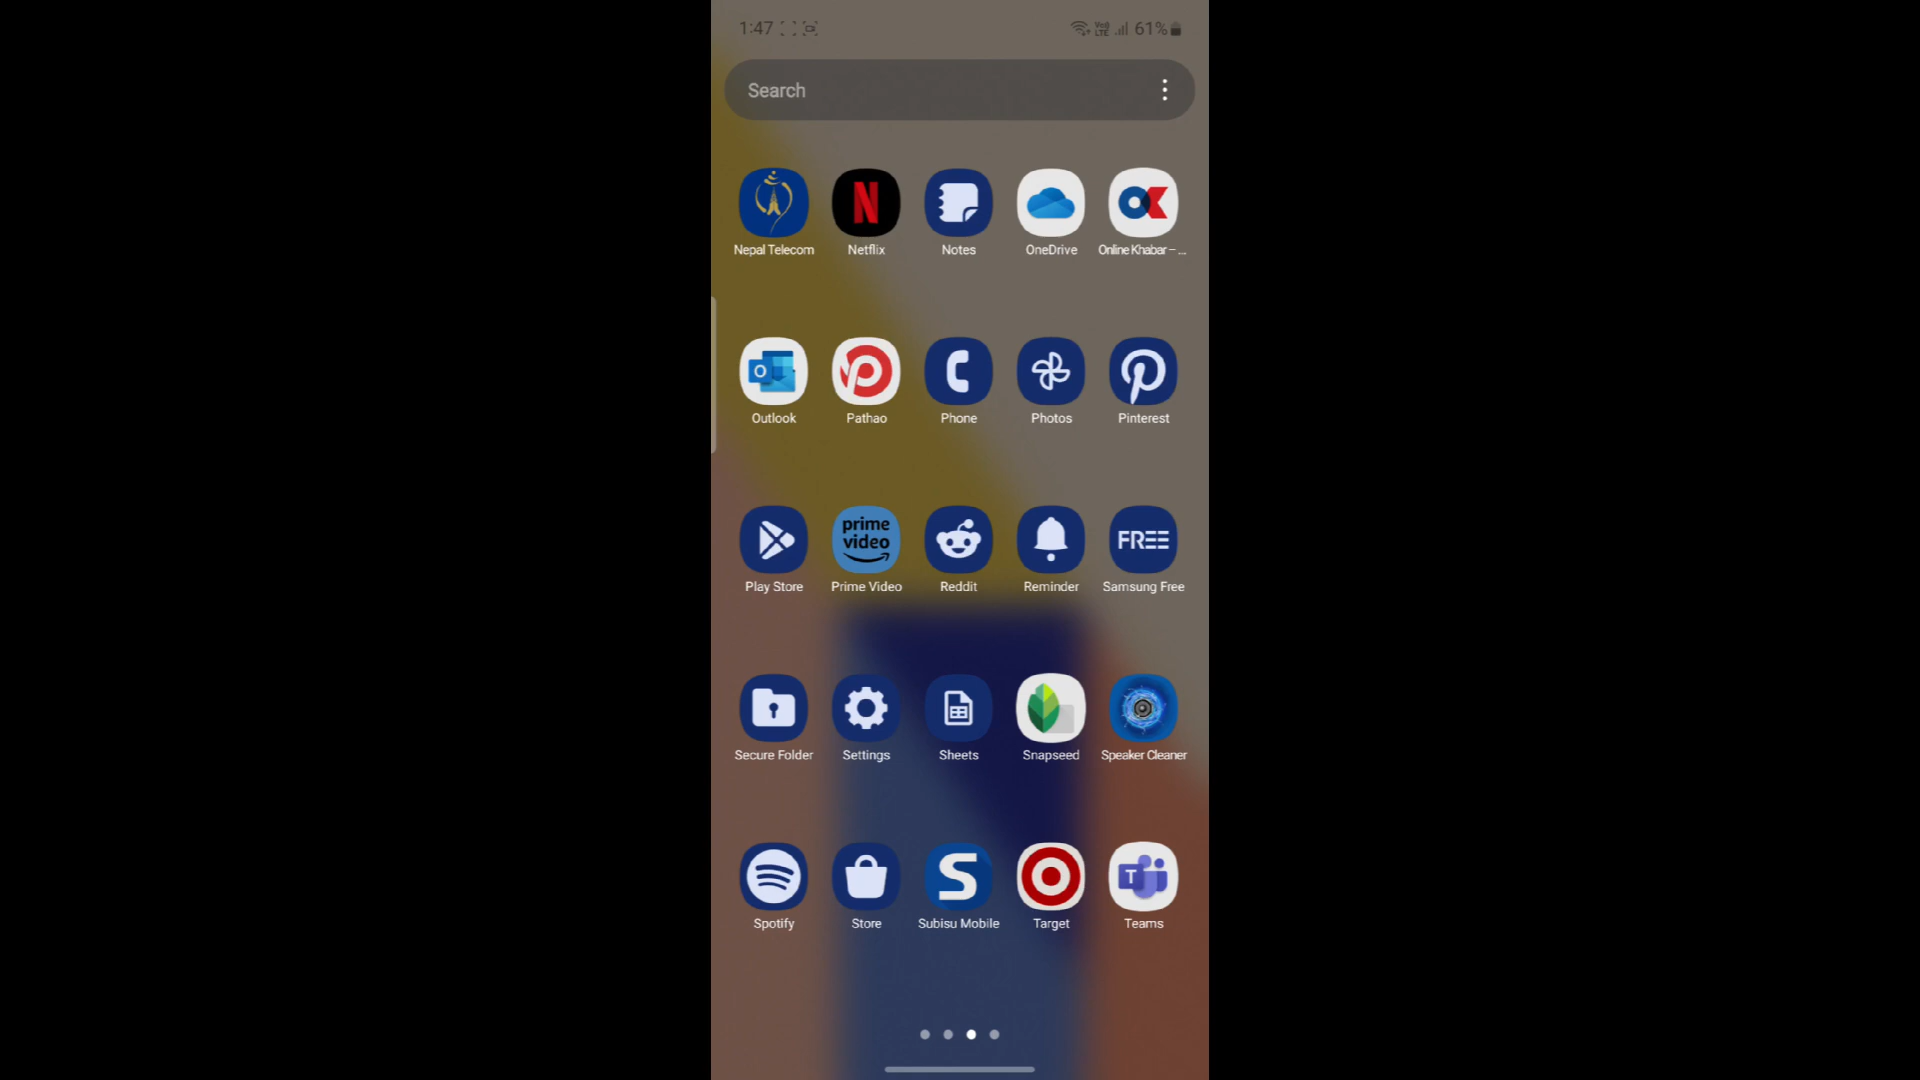 1:47
VoI) LTE 61%
Search
Nepal Telecom Netflix Notes OneDrive Online Khabar – ...
Outlook Pathao Phone Photos Pinterest
prime video
FREE
Play Store Prime Video Reddit Reminder Samsung Free
Secure Folder Settings Sheets Snapseed Speaker Cleaner
Spotify Store Subisu Mobile Target Teams